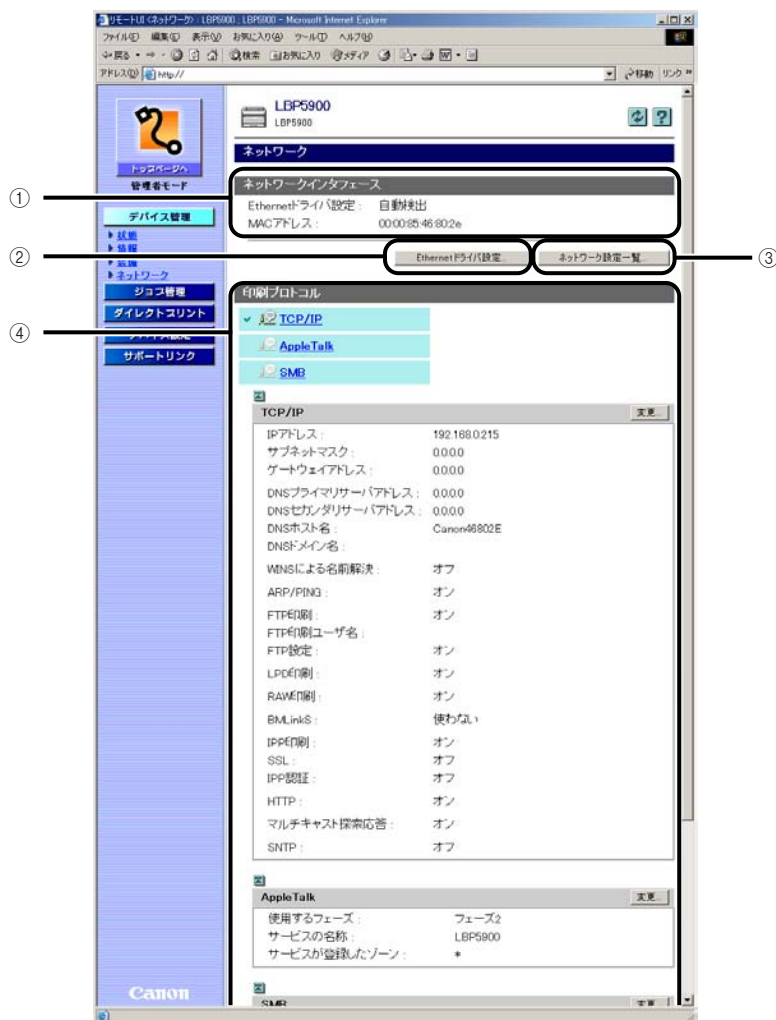 リモートUI <ネットワーク> : LBP5900 ; LBP5900 - Microsoft Internet Explorer
ファイル(F) 編集(E) 表示(V) お気に入り(A) ツール(T) ヘルプ(H)
戻る 検索 お気に入り メディア
アドレス(D) http:// 移動 リンク »
LBP5900
LBP5900
トップページへ
管理者モード
ネットワーク
① ネットワークインタフェース
Ethernetドライバ設定 : 自動検出
MACアドレス : 00:00:85:46:80:2e
デバイス管理
状態
情報
ネットワーク
② Ethernetドライバ設定...
ネットワーク設定一覧... ③
ジョブ管理
ダイレクトプリント
サポートリンク
④ 印刷プロトコル
TCP/IP
AppleTalk
SMB
TCP/IP 変更...
IPアドレス : 192.168.0.215
サブネットマスク : 0.0.0.0
ゲートウェイアドレス : 0.0.0.0
DNSプライマリサーバアドレス : 0.0.0.0
DNSセカンダリサーバアドレス : 0.0.0.0
DNSホスト名 : Canon46802E
DNSドメイン名 :
WINSによる名前解決 : オフ
ARP/PING : オン
FTP印刷 : オン
FTP印刷ユーザ名 :
FTP設定 : オン
LPD印刷 : オン
RAW印刷 : オン
BMLinkS : 使わない
IPP印刷 : オン
SSL : オフ
IPP認証 : オフ
HTTP : オン
マルチキャスト探索応答 : オン
SNTP : オフ
AppleTalk 変更...
使用するフェーズ : フェーズ2
サービスの名称 : LBP5900
サービスが登録したゾーン : *
Canon
SMB 変更...